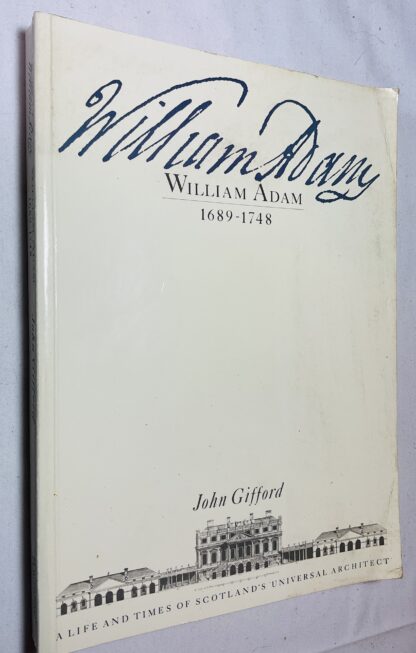 William Adam
WILLIAM ADAM
1689-1748
John Gifford
A LIFE AND TIMES OF SCOTLAND'S UNIVERSAL ARCHITECT